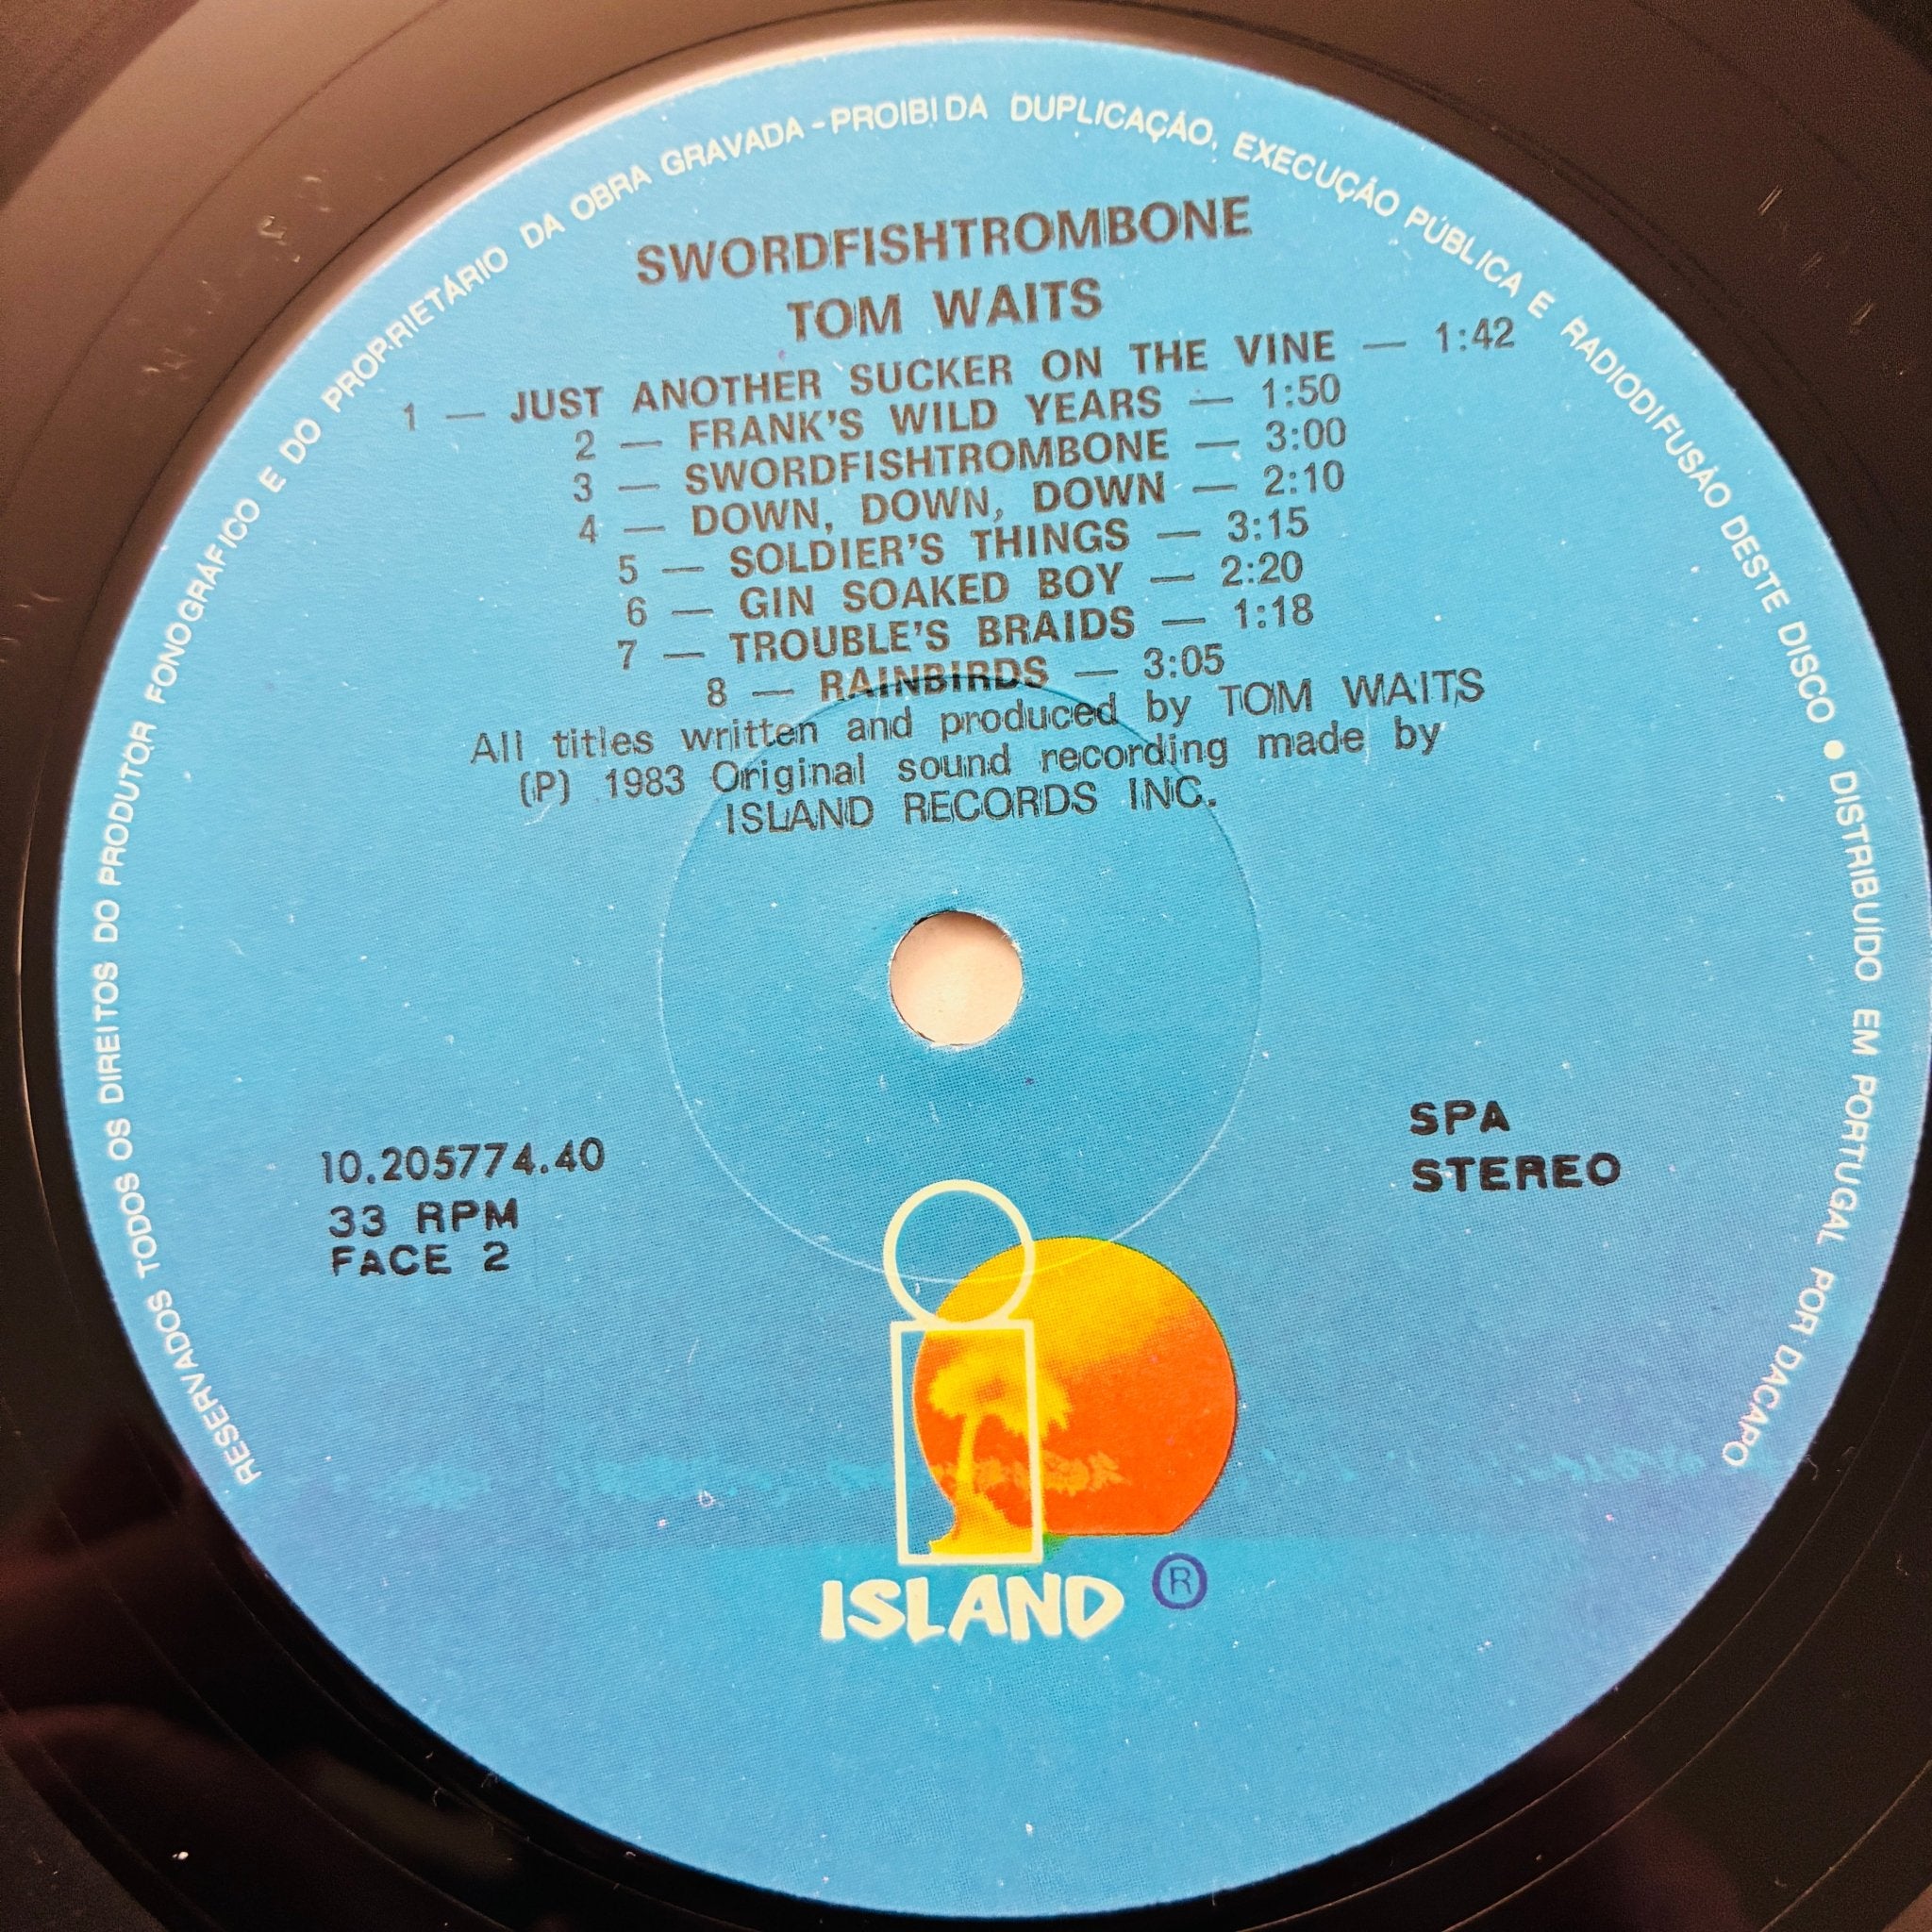 RESERVADOS TODOS OS DIREITOS DO PRODUTOR FONOGRÁFICO E DO PROPRIETÁRIO DA OBRA GRAVADA - PROIBIDA DUPLICAÇÃO, EXECUÇÃO PÚBLICA E RADIODIFUSÃO DESTE DISCO • DISTRIBUÍDO EM PORTUGAL POR DACAPO
SWORDFISHTROMBONE
TOM WAITS
1 — JUST ANOTHER SUCKER ON THE VINE — 1:42
2 — FRANK'S WILD YEARS — 1:50
3 — SWORDFISHTROMBONE — 3:00
4 — DOWN, DOWN, DOWN — 2:10
5 — SOLDIER'S THINGS — 3:15
6 — GIN SOAKED BOY — 2:20
7 — TROUBLE'S BRAIDS — 1:18
8 — RAINBIRDS — 3:05
All titles written and produced by TOM WAITS
(P) 1983 Original sound recording made by
ISLAND RECORDS INC.
10.205774.40
33 RPM
FACE 2
SPA
STEREO
ISLAND ®